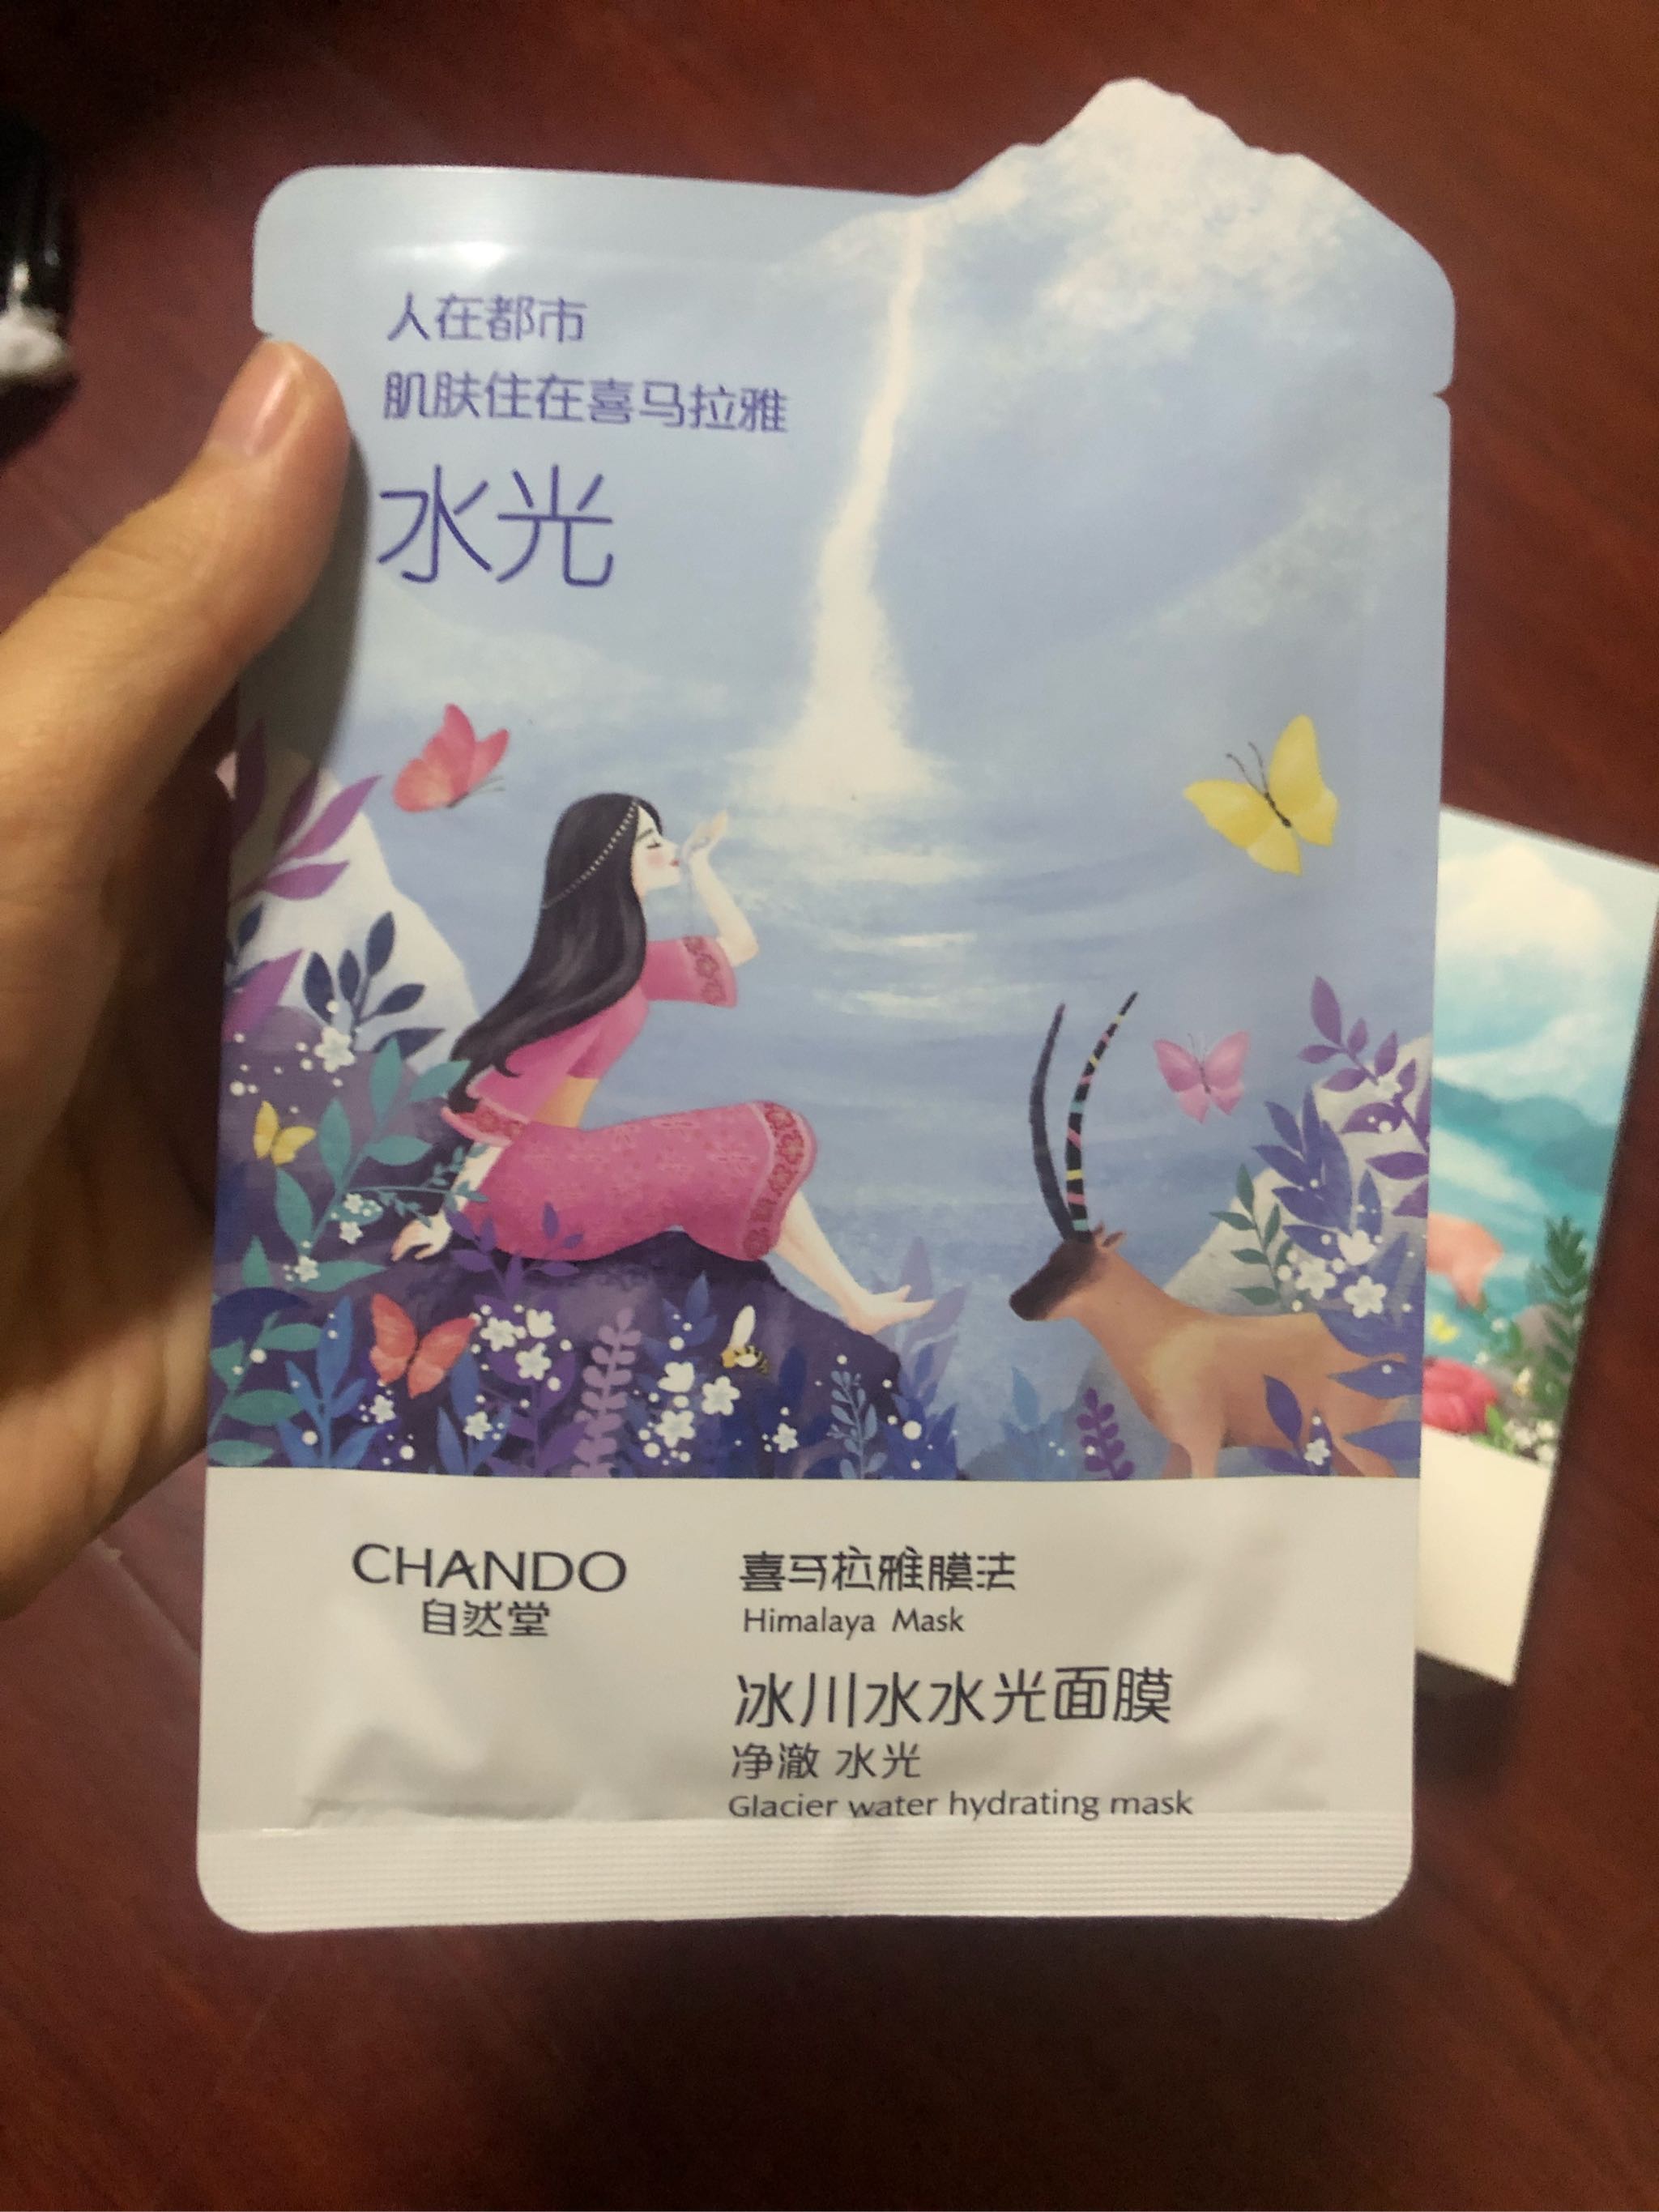 人在都市
肌肤住在喜马拉雅
水光
CHANDO
自然堂
喜马拉雅膜法
Himalaya Mask
冰川水水光面膜
净澈 水光
Glacier water hydrating mask